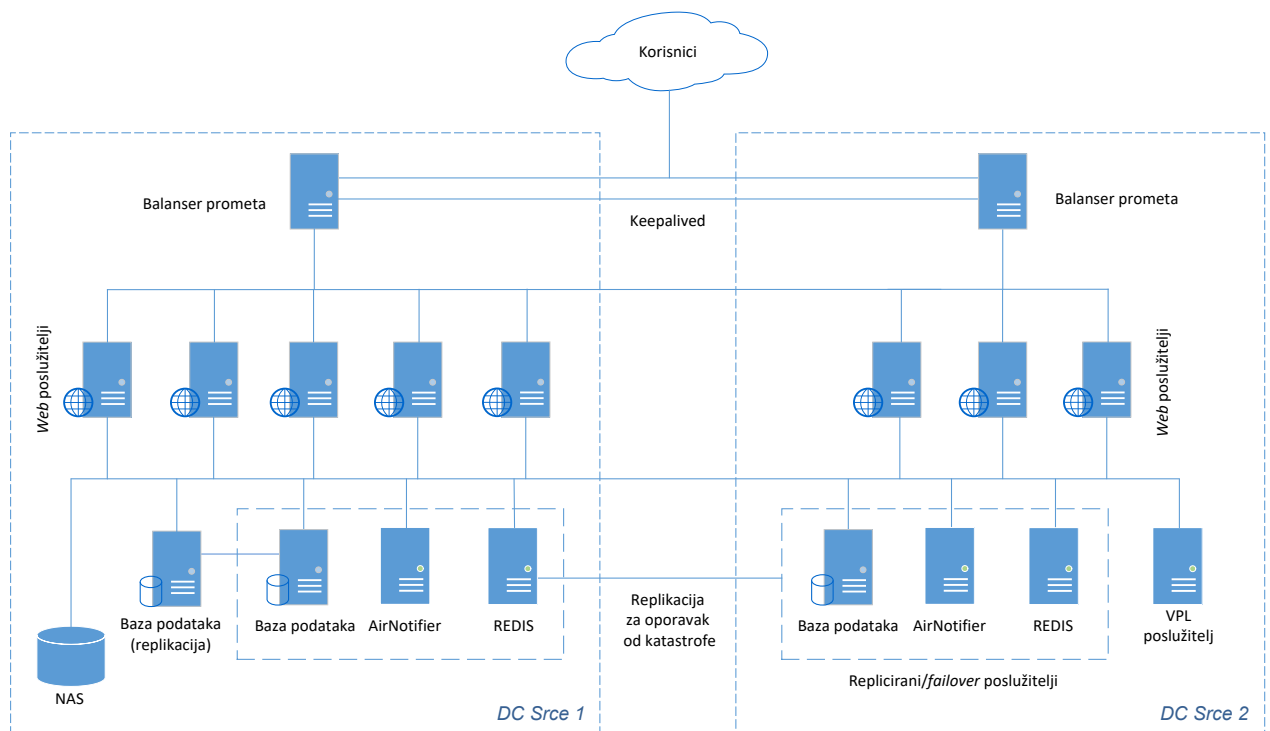 Korisnici
Balanser prometa
Balanser prometa
Keepalived
Web poslužitelji
Web poslužitelji
Baza podataka
(replikacija)
Baza podataka
AirNotifier
REDIS
Replikacija
za oporavak
od katastrofe
Baza podataka
AirNotifier
REDIS
VPL
poslužitelj
NAS
Replicirani/failover poslužitelji
DC Srce 1
DC Srce 2